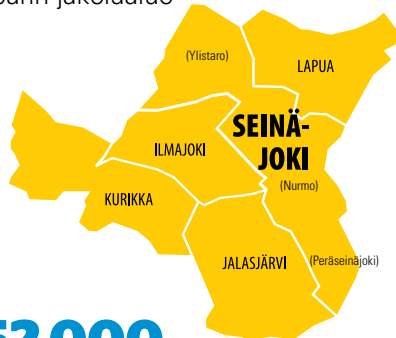 (Ylistaro)
LAPUA
SEINÄ-
JOKI
ILMAJOKI
(Nurmo)
KURIKKA
JALASJÄRVI
(Peräseinäjoki)